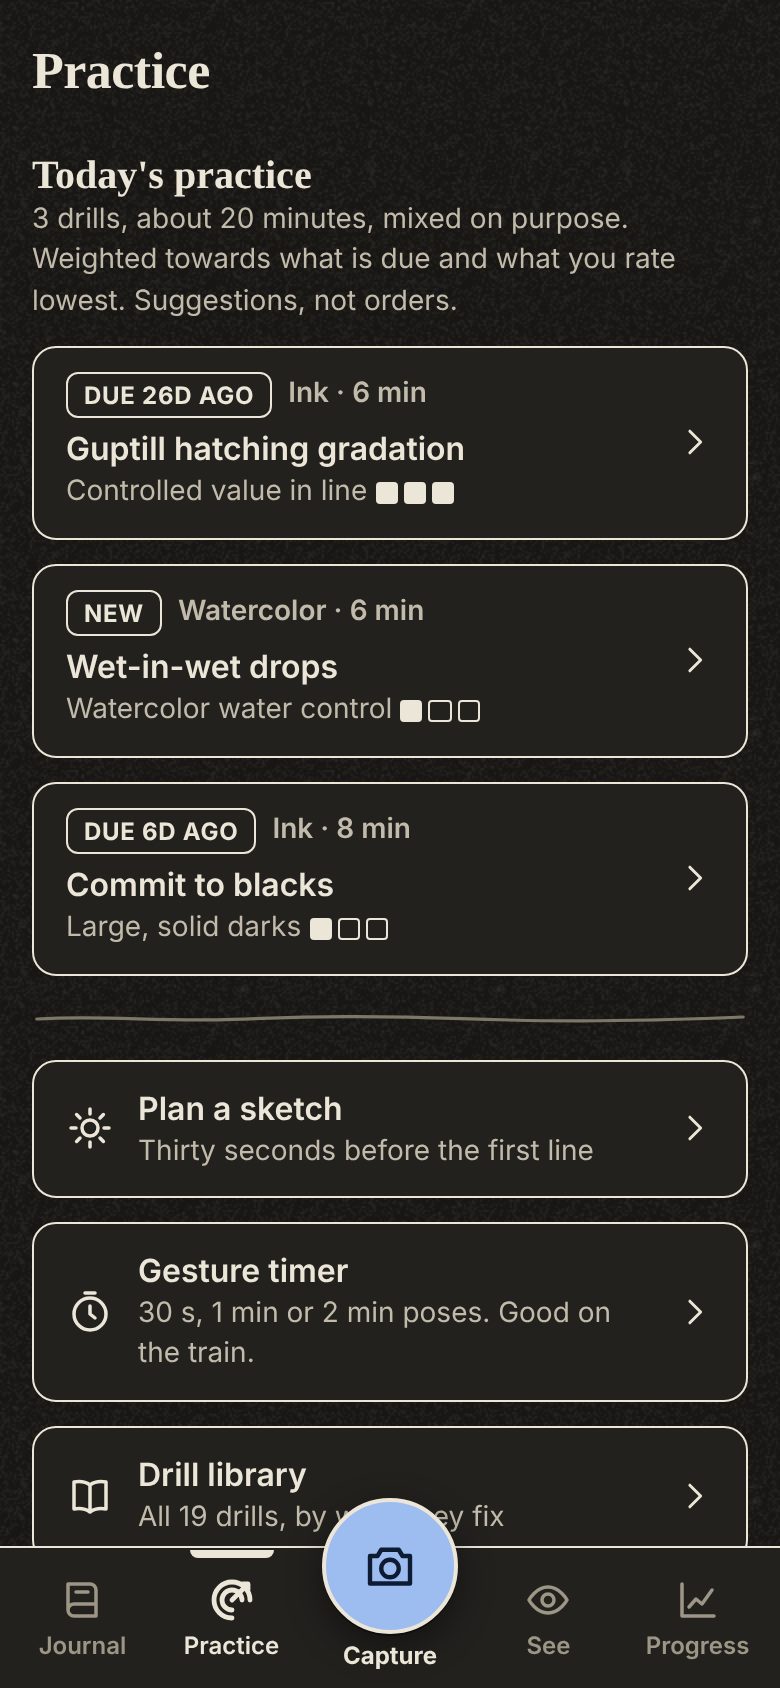 Practice
Today's practice
3 drills, about 20 minutes, mixed on purpose.
Weighted towards what is due and what you rate
lowest. Suggestions, not orders.
DUE 26D AGO Ink · 6 min
Guptill hatching gradation
Controlled value in line
NEW Watercolor · 6 min
Wet-in-wet drops
Watercolor water control
DUE 6D AGO Ink · 8 min
Commit to blacks
Large, solid darks
Plan a sketch
Thirty seconds before the first line
Gesture timer
30 s, 1 min or 2 min poses. Good on
the train.
Drill library
All 19 drills, by fix
Journal
Practice
Capture
See
Progress